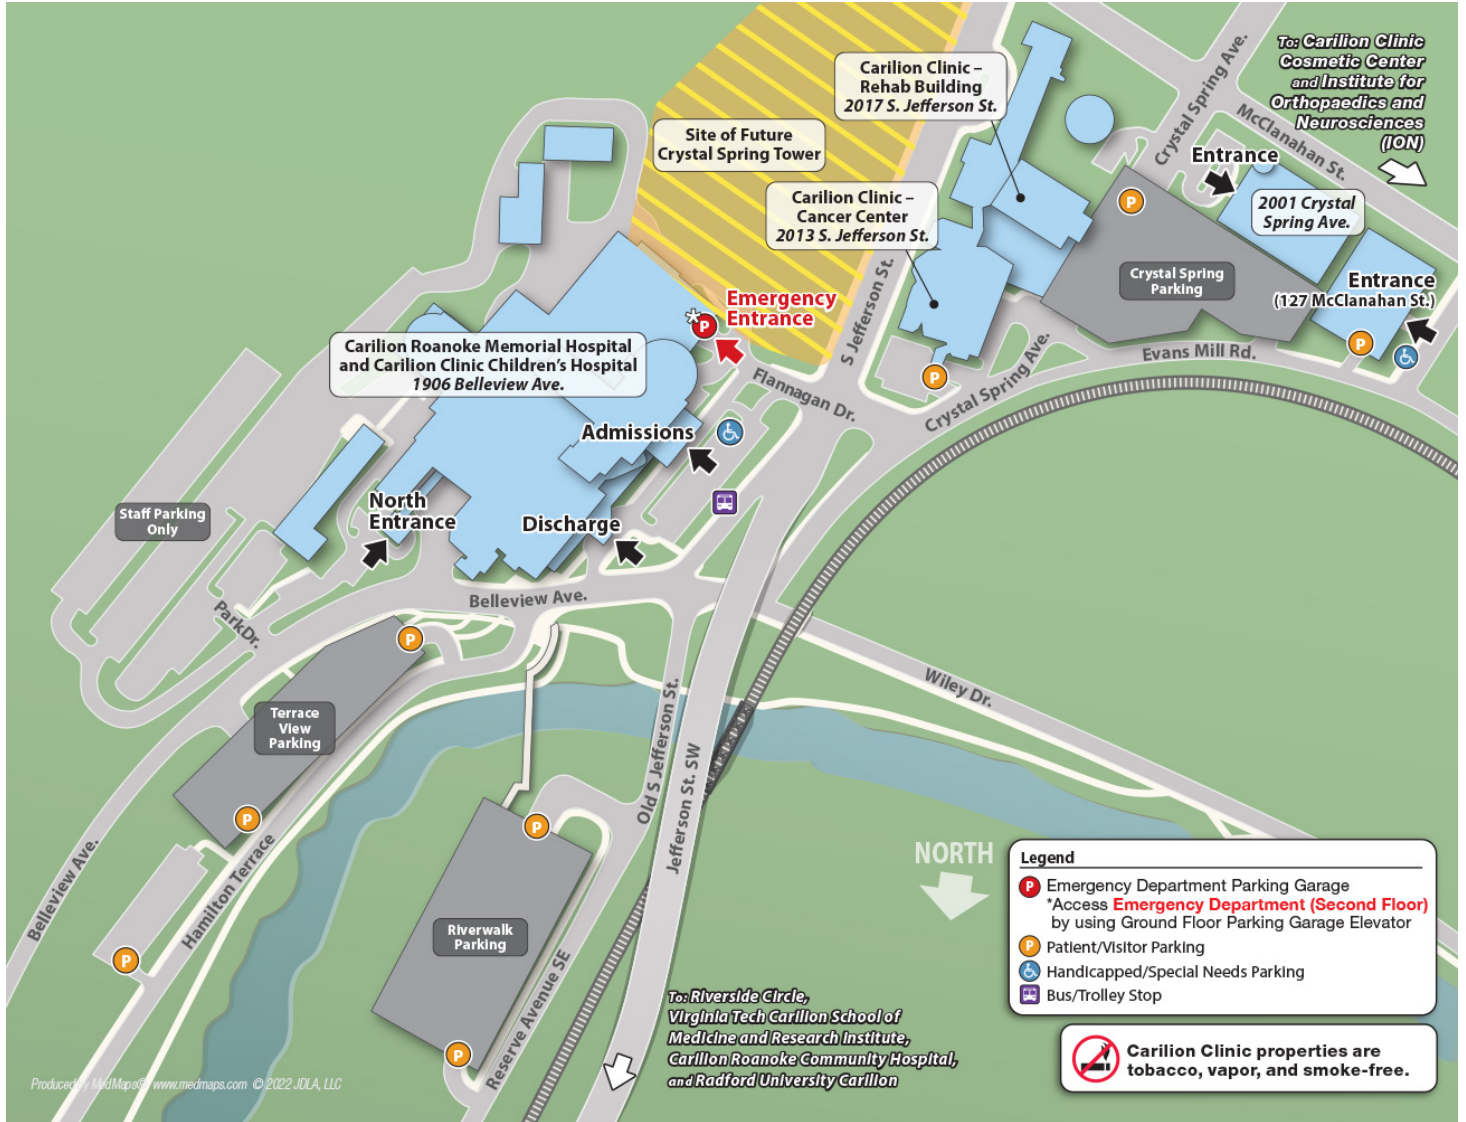 To: Carilion Clinic
Cosmetic Center
and Institute for
Orthopaedics and
Neurosciences
(ION)
Crystal Spring Ave.
McClanahan St.
Carilion Clinic –
Rehab Building
2017 S. Jefferson St.
Site of Future
Crystal Spring Tower
Entrance
P
2001 Crystal
Spring Ave.
Carilion Clinic –
Cancer Center
2013 S. Jefferson St.
S Jefferson St.
Crystal Spring
Parking
Entrance
(127 McClanahan St.)
Emergency
Entrance
*
P
P
Evans Mill Rd.
Carilion Roanoke Memorial Hospital
and Carilion Clinic Children's Hospital
1906 Belleview Ave.
Flannagan Dr.
P
Crystal Spring Ave.
Admissions
North
Entrance
Discharge
Staff Parking
Only
Belleview Ave.
Park Dr.
P
Wiley Dr.
Terrace
View
Parking
Old S Jefferson St.
Jefferson St. SW
P
P
Hamilton Terrace
Belleview Ave.
Riverwalk
Parking
P
P
Reserve Avenue SE
NORTH
Legend
P Emergency Department Parking Garage
*Access Emergency Department (Second Floor)
by using Ground Floor Parking Garage Elevator
P Patient/Visitor Parking
Handicapped/Special Needs Parking
Bus/Trolley Stop
To: Riverside Circle,
Virginia Tech Carilion School of
Medicine and Research Institute,
Carilion Roanoke Community Hospital,
and Radford University Carilion
Carilion Clinic properties are
tobacco, vapor, and smoke-free.
Produced by MedMaps® www.medmaps.com © 2022 JDLA, LLC